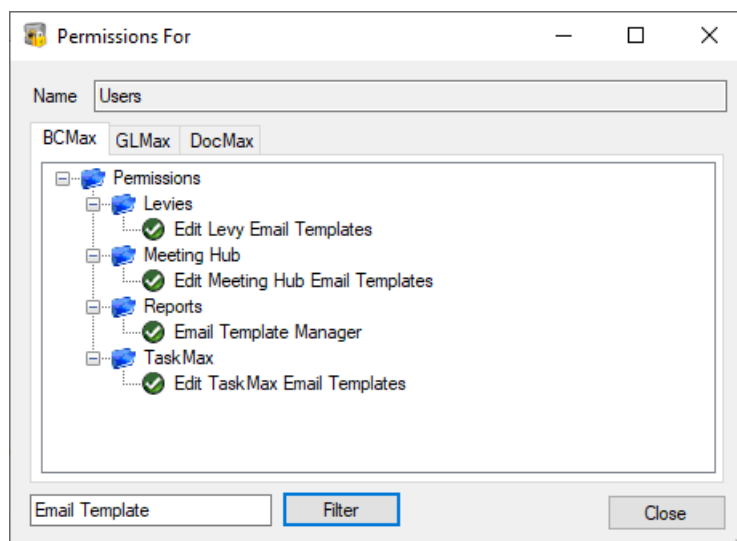 Permissions For
Name Users
BCMax GLMax DocMax
Permissions
Levies
Edit Levy Email Templates
Meeting Hub
Edit Meeting Hub Email Templates
Reports
Email Template Manager
TaskMax
Edit TaskMax Email Templates
Email Template Filter Close